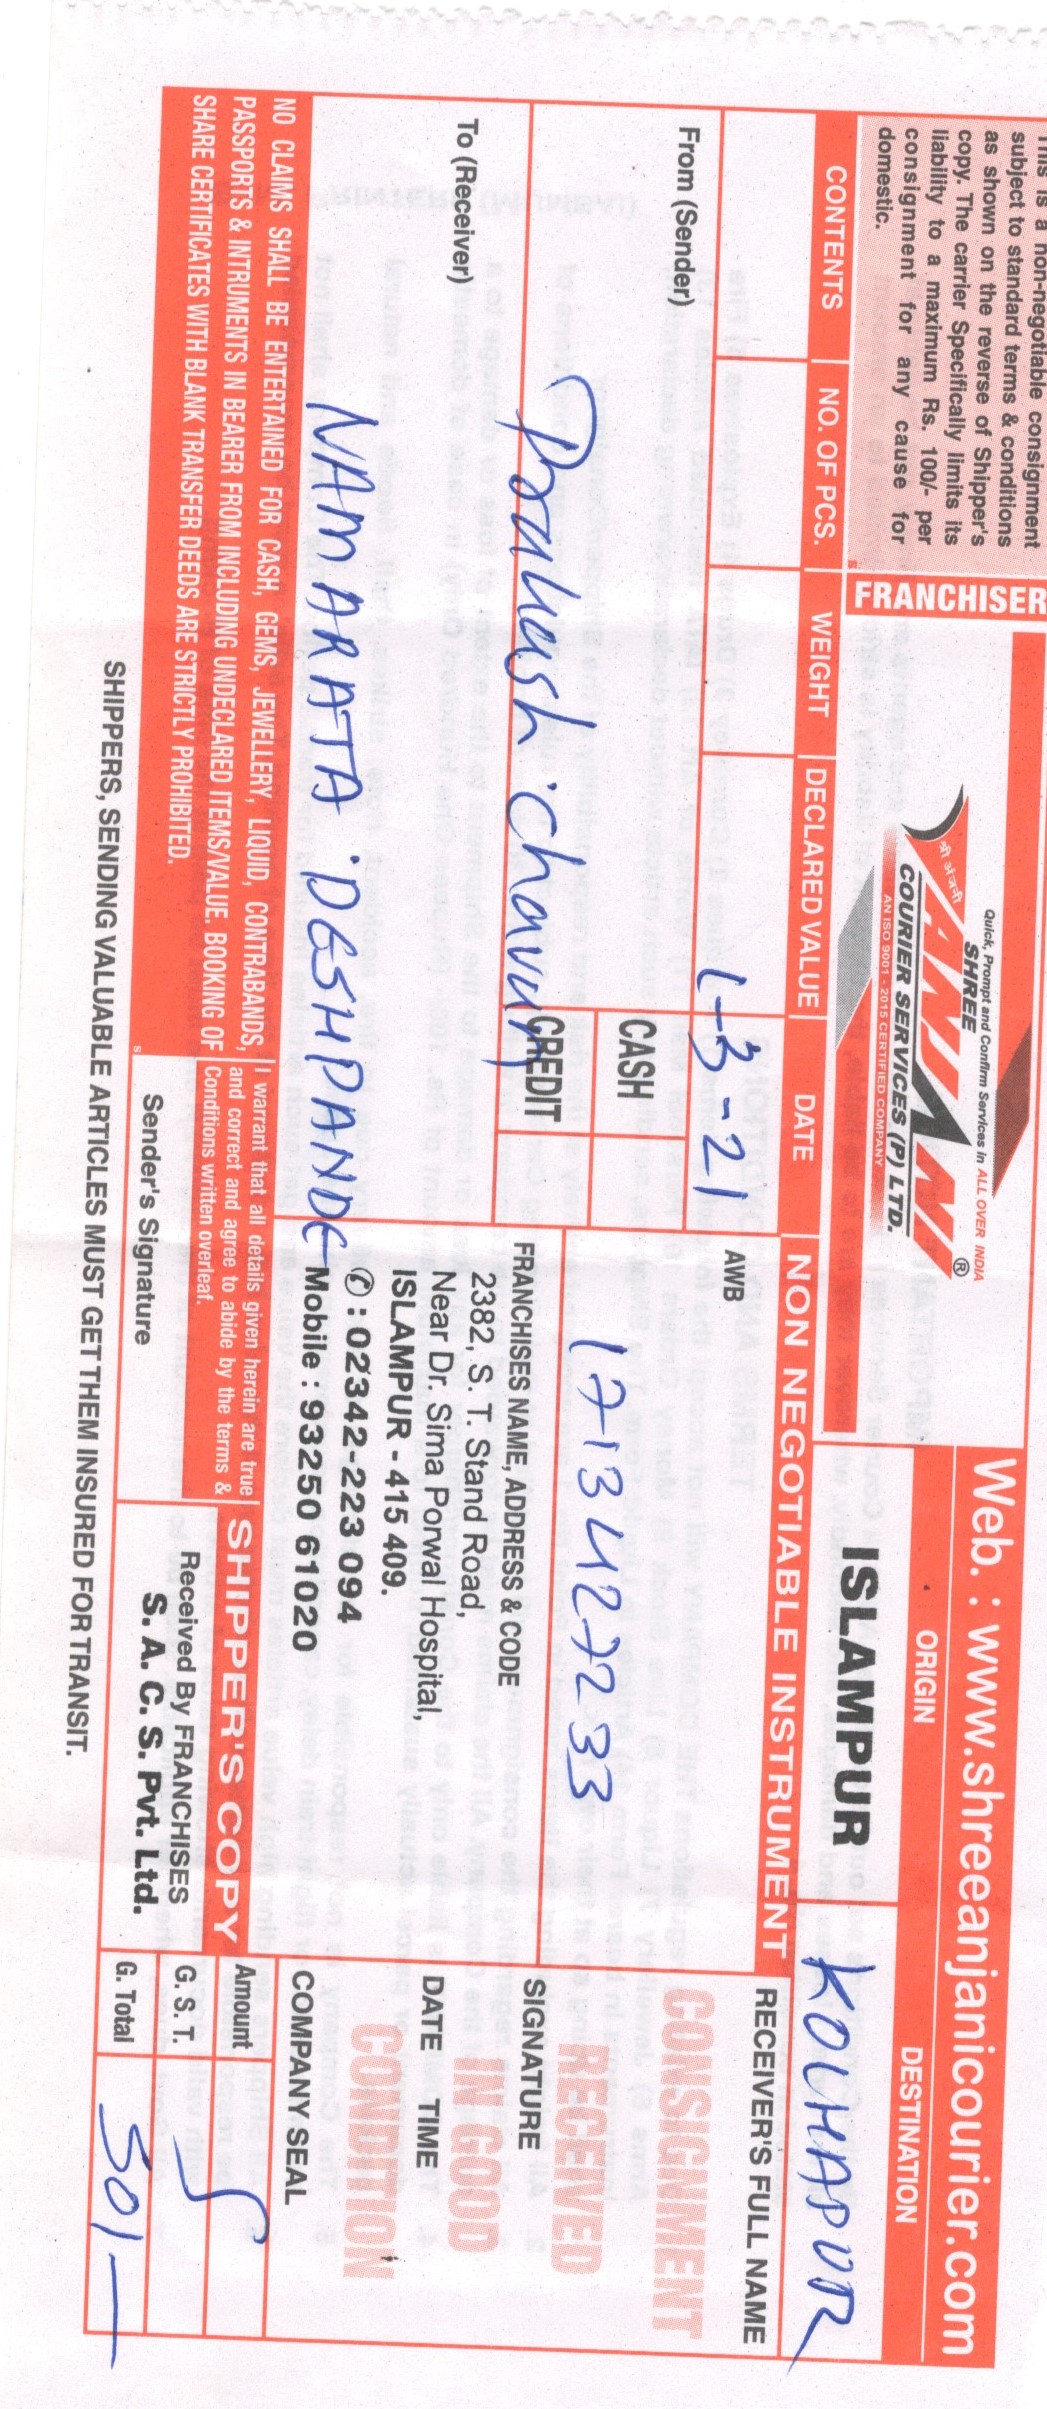 This is a non-negotiable consignment
subject to standard terms & conditions
as shown on the reverse of Shipper's
copy. The carrier Specifically limits its
liability to a maximum Rs. 100/- per
consignment for any cause for
domestic.
FRANCHISER
Quick, Prompt and Confirm Services in ALL OVER INDIA
SHREE
श्री अंजनी
ANJANI ®
COURIER SERVICES (P) LTD.
AN ISO 9001 - 2015 CERTIFIED COMPANY
Web. : www.shreeanjanicourier.com
ORIGIN DESTINATION
ISLAMPUR KOLHAPUR
CONTENTS NO. OF PCS. WEIGHT DECLARED VALUE DATE
1-3-21
NON NEGOTIABLE INSTRUMENT
AWB
1713427233
From (Sender)
Prakash chavan
CASH
CREDIT
To (Receiver)
NAMARATA DESHPANDE
FRANCHISES NAME, ADDRESS & CODE
2382, S. T. Stand Road,
Near Dr. Sima Porwal Hospital,
ISLAMPUR - 415 409.
✆ : 02342-223 094
Mobile : 93250 61020
RECEIVER'S FULL NAME
CONSIGNMENT
RECEIVED
SIGNATURE
IN GOOD
DATE TIME
CONDITION
COMPANY SEAL
NO CLAIMS SHALL BE ENTERTAINED FOR CASH, GEMS, JEWELLERY, LIQUID, CONTRABANDS,
PASSPORTS & INTRUMENTS IN BEARER FROM INCLUDING UNDECLARED ITEMS/VALUE. BOOKING OF
SHARE CERTIFICATES WITH BLANK TRANSFER DEEDS ARE STRICTLY PROHIBITED.
I warrant that all details given herein are true
and correct and agree to abide by the terms &
Conditions written overleaf.
Sender's Signature
SHIPPER'S COPY
Received By FRANCHISES
S. A. C. S. Pvt. Ltd.
Amount
G. S. T.
G. Total 50/-
SHIPPERS, SENDING VALUABLE ARTICLES MUST GET THEM INSURED FOR TRANSIT.